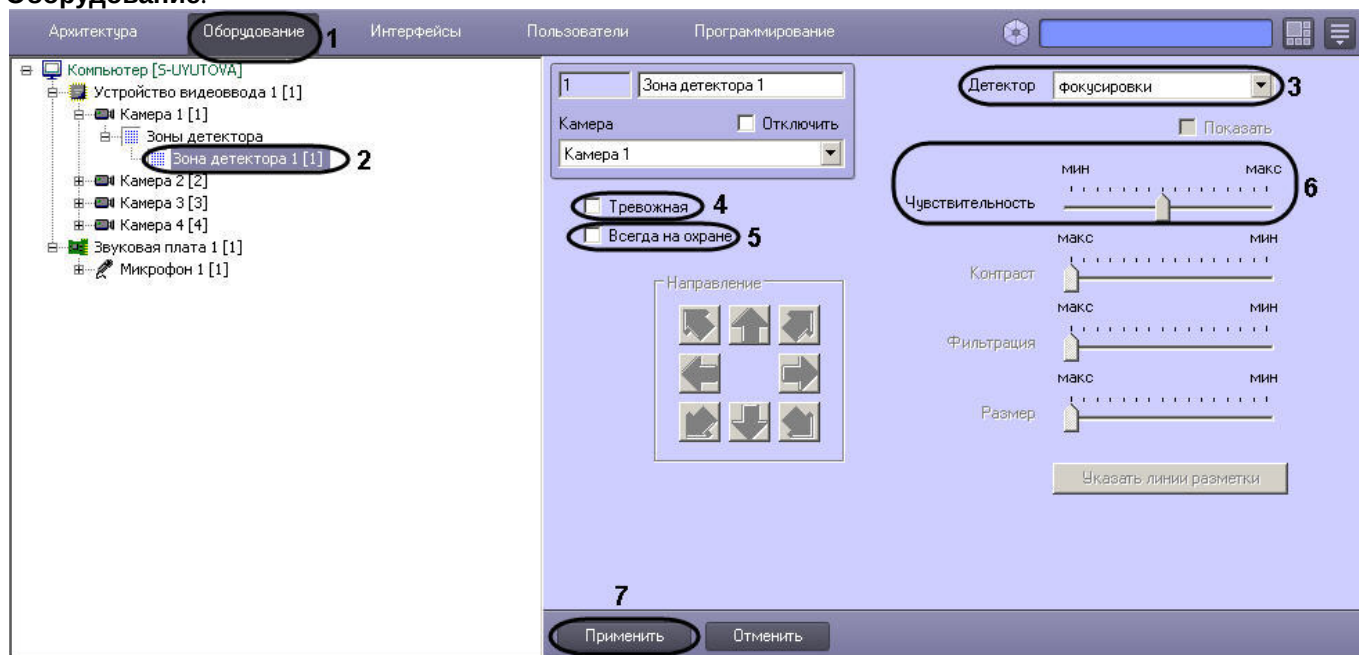 Оборудование.
Архитектура Оборудование 1 Интерфейсы Пользователи Программирование
Компьютер [S-UYUTOVA]
Устройство видеоввода 1 [1]
Камера 1 [1]
Зоны детектора
Зона детектора 1 [1] 2
Камера 2 [2]
Камера 3 [3]
Камера 4 [4]
Звуковая плата 1 [1]
Микрофон 1 [1]
1 Зона детектора 1
Камера Отключить
Камера 1
Тревожная 4
Всегда на охране 5
Направление
Детектор фокусировки 3
Показать
мин макс
Чувствительность 6
макс мин
Контраст
макс мин
Фильтрация
макс мин
Размер
Указать линии разметки
7
Применить Отменить